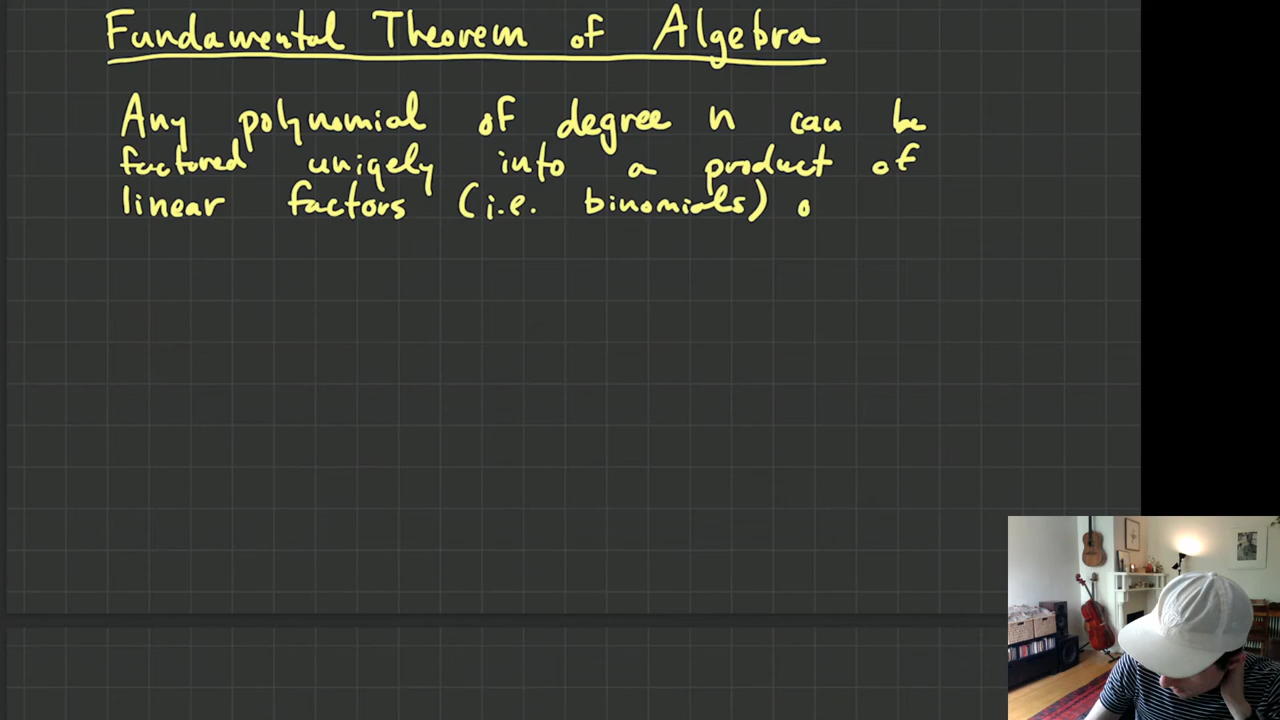 Fundamental Theorem of Algebra
Any polynomial of degree n can be
factored uniqely into a product of
linear factors (i.e. binomials) o